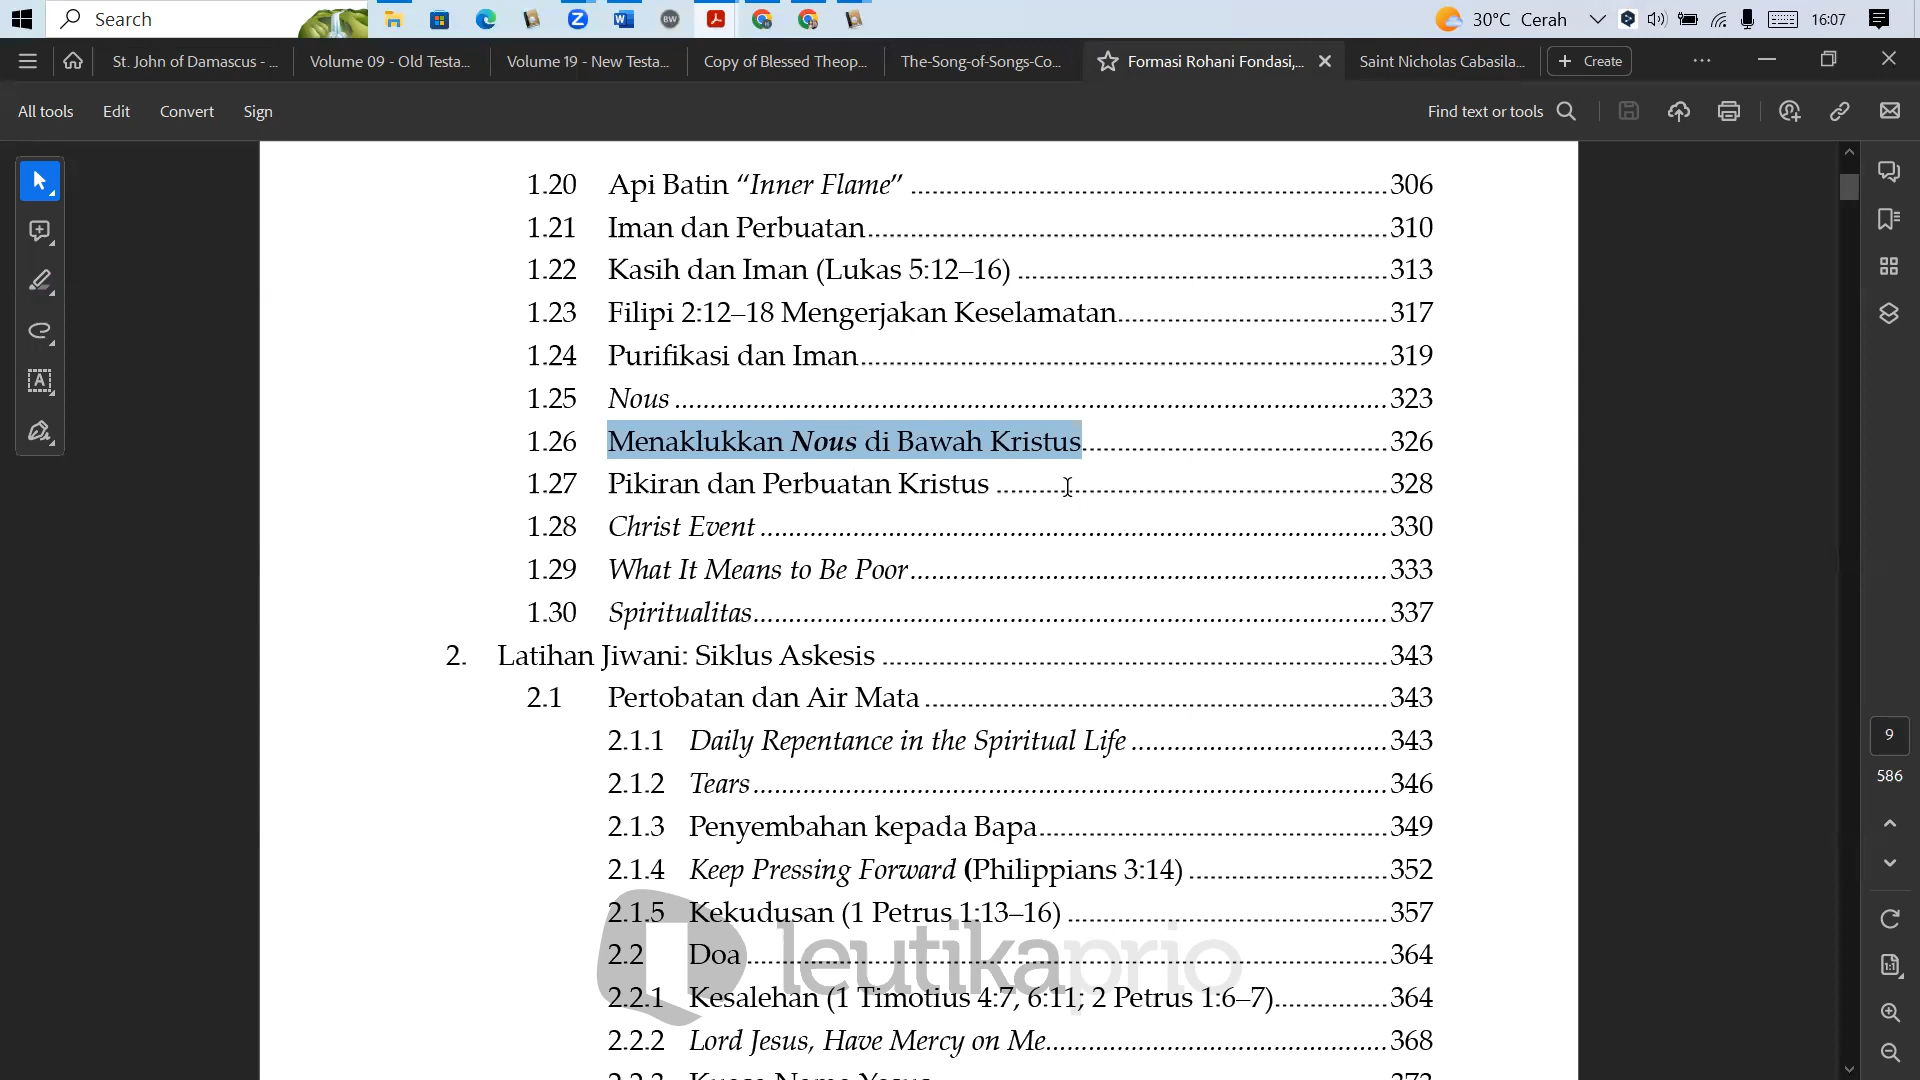 Search
30°C Cerah
16:07
St. John of Damascus - ...
Volume 09 - Old Testa...
Volume 19 - New Testa...
Copy of Blessed Theop...
The-Song-of-Songs-Co...
Formasi Rohani Fondasi,...
Saint Nicholas Cabasila...
Create
All tools
Edit
Convert
Sign
Find text or tools
1.20 Api Batin “Inner Flame” 306
1.21 Iman dan Perbuatan 310
1.22 Kasih dan Iman (Lukas 5:12–16) 313
1.23 Filipi 2:12–18 Mengerjakan Keselamatan 317
1.24 Purifikasi dan Iman 319
1.25 Nous 323
1.26 Menaklukkan Nous di Bawah Kristus 326
1.27 Pikiran dan Perbuatan Kristus 328
1.28 Christ Event 330
1.29 What It Means to Be Poor 333
1.30 Spiritualitas 337
2. Latihan Jiwani: Siklus Askesis 343
2.1 Pertobatan dan Air Mata 343
2.1.1 Daily Repentance in the Spiritual Life 343
2.1.2 Tears 346
2.1.3 Penyembahan kepada Bapa 349
2.1.4 Keep Pressing Forward (Philippians 3:14) 352
2.1.5 Kekudusan (1 Petrus 1:13–16) 357
2.2 Doa 364
2.2.1 Kesalehan (1 Timotius 4:7, 6:11; 2 Petrus 1:6–7) 364
2.2.2 Lord Jesus, Have Mercy on Me 368
leutikaprio
9
586